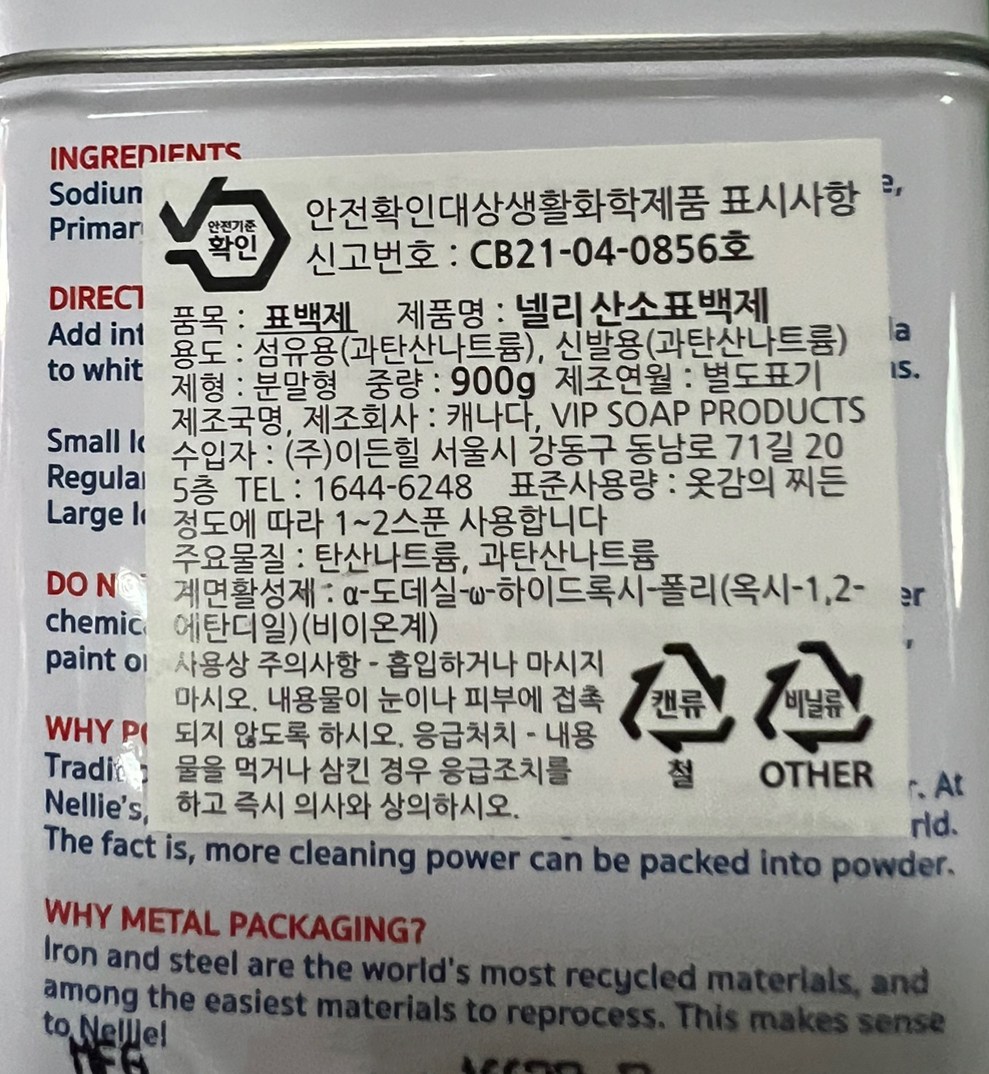 INGREDIENTS
Sodium
Primar
안전기준
확인
안전확인대상생활화학제품 표시사항
신고번호 : CB21-04-0856호
DIRECT
Add int
to whit
품목 : 표백제 제품명 : 넬리 산소표백제
용도 : 섬유용(과탄산나트륨), 신발용(과탄산나트륨)
제형 : 분말형 중량 : 900g 제조연월 : 별도표기
제조국명, 제조회사 : 캐나다, VIP SOAP PRODUCTS
수입자 : (주)이든힐 서울시 강동구 동남로 71길 20
5층 TEL : 1644-6248 표준사용량 : 옷감의 찌든
정도에 따라 1~2스푼 사용합니다
주요물질 : 탄산나트륨, 과탄산나트륨
계면활성제 : α-도데실-ω-하이드록시-폴리(옥시-1,2-
에탄디일)(비이온계)
사용상 주의사항 - 흡입하거나 마시지
마시오. 내용물이 눈이나 피부에 접촉
되지 않도록 하시오. 응급처치 - 내용
물을 먹거나 삼킨 경우 응급조치를
하고 즉시 의사와 상의하시오.
캔류
철
비닐류
OTHER
Small
Regular
Large
DO N
chemic
paint or
WHY P
Nellie's,
r. At
rld.
The fact is, more cleaning power can be packed into powder.
WHY METAL PACKAGING?
Iron and steel are the world's most recycled materials, and
among the easiest materials to reprocess. This makes sense
to Nellie!